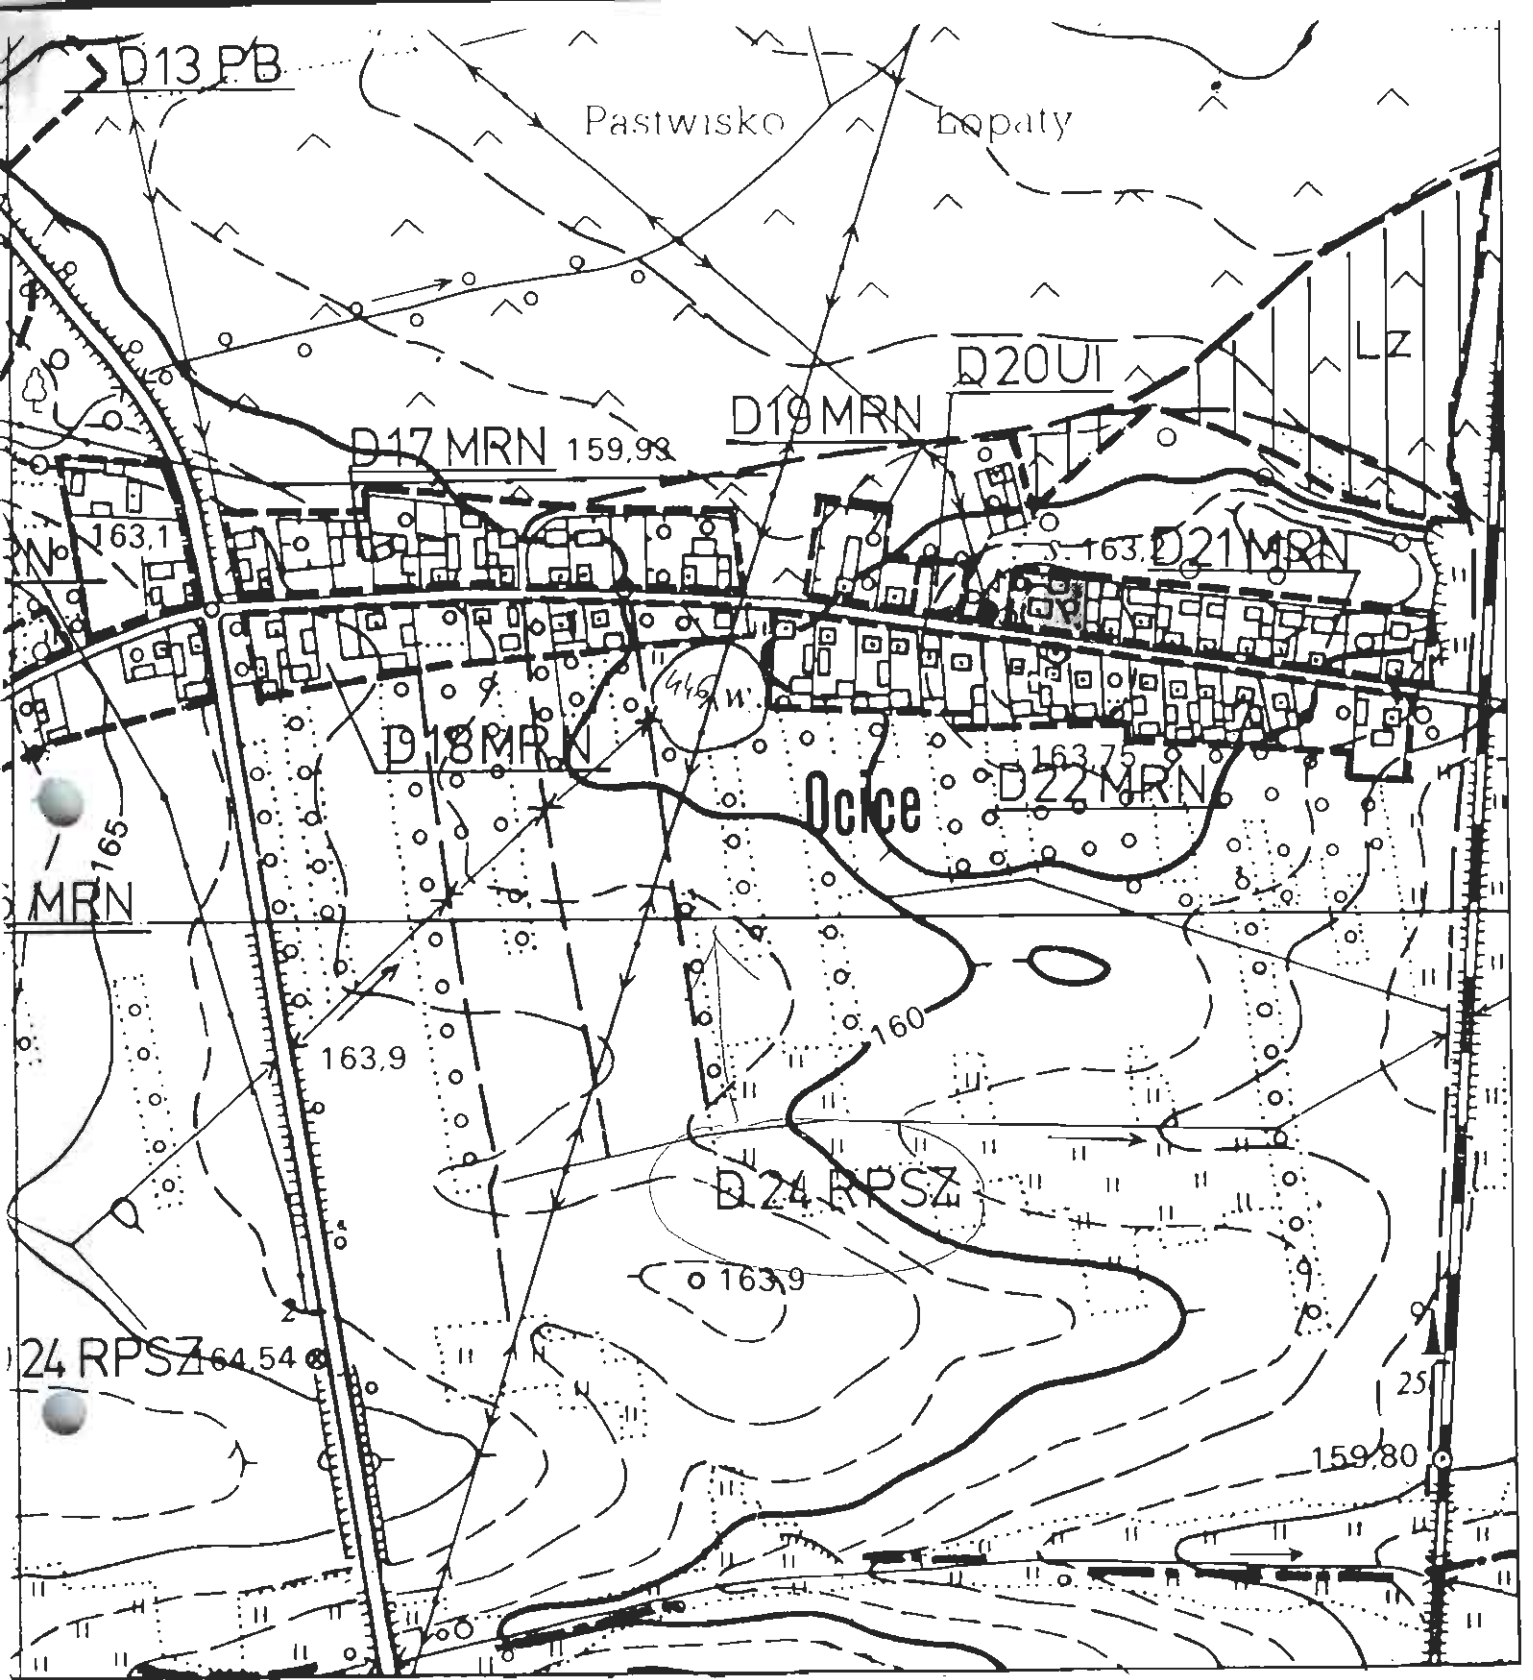 D13 PB
Pastwisko Łopaty
Lz
D20UI
D19MRN
D17 MRN 159,93
163,1
S. 163,2
D21MRN
D18MRN
163,75
D22MRN
Ocice
165
MRN
160
163,9
D.24 RPSZ
163,9
24 RPSZ 164,54
25
159,80